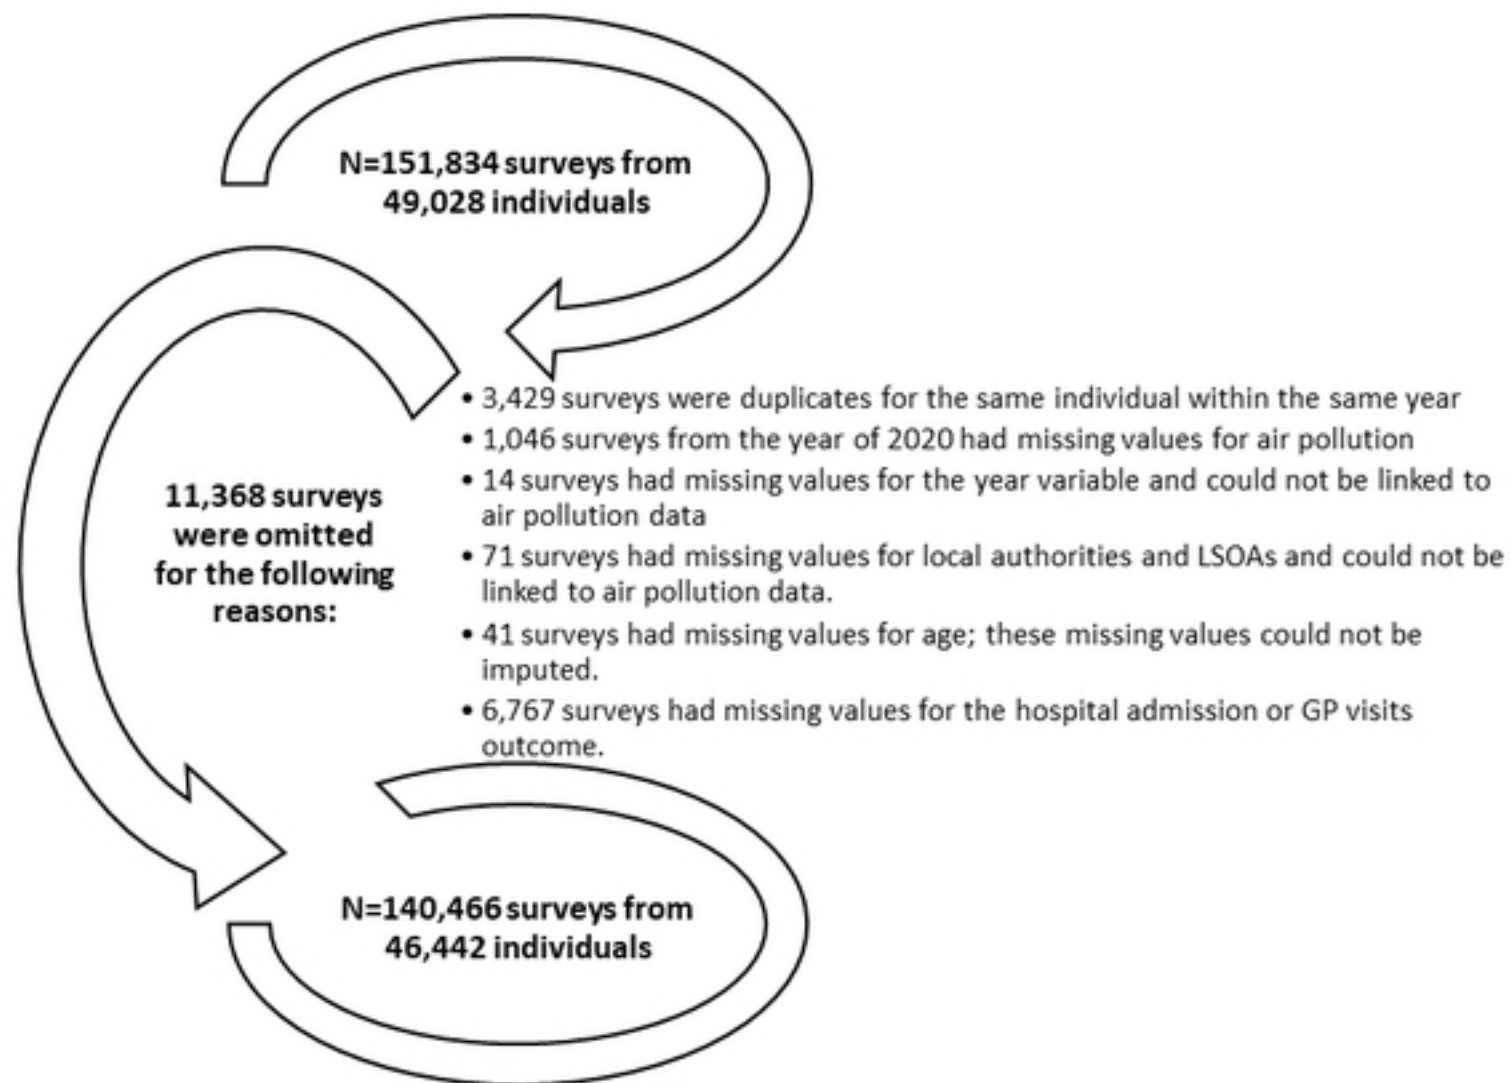 N=151,834 surveys from
49,028 individuals
11,368 surveys
were omitted
for the following
reasons:
• 3,429 surveys were duplicates for the same individual within the same year
• 1,046 surveys from the year of 2020 had missing values for air pollution
• 14 surveys had missing values for the year variable and could not be linked to
air pollution data
• 71 surveys had missing values for local authorities and LSOAs and could not be
linked to air pollution data.
• 41 surveys had missing values for age; these missing values could not be
imputed.
• 6,767 surveys had missing values for the hospital admission or GP visits
outcome.
N=140,466 surveys from
46,442 individuals